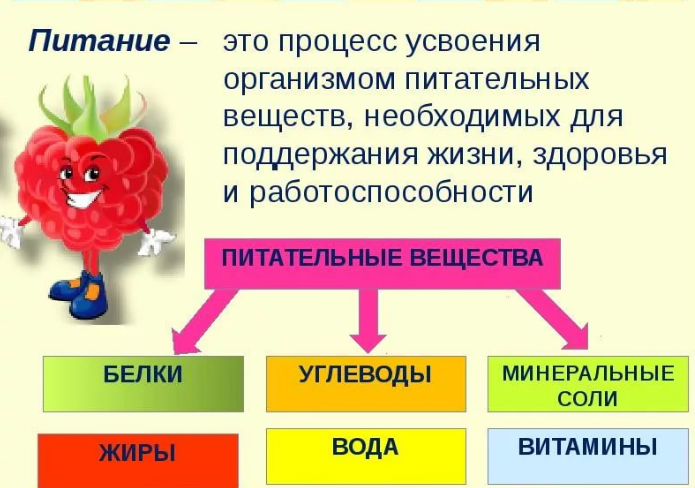 Питание – это процесс усвоения
организмом питательных
веществ, необходимых для
поддержания жизни, здоровья
и работоспособности
ПИТАТЕЛЬНЫЕ ВЕЩЕСТВА
БЕЛКИ
УГЛЕВОДЫ
МИНЕРАЛЬНЫЕ
СОЛИ
ЖИРЫ
ВОДА
ВИТАМИНЫ